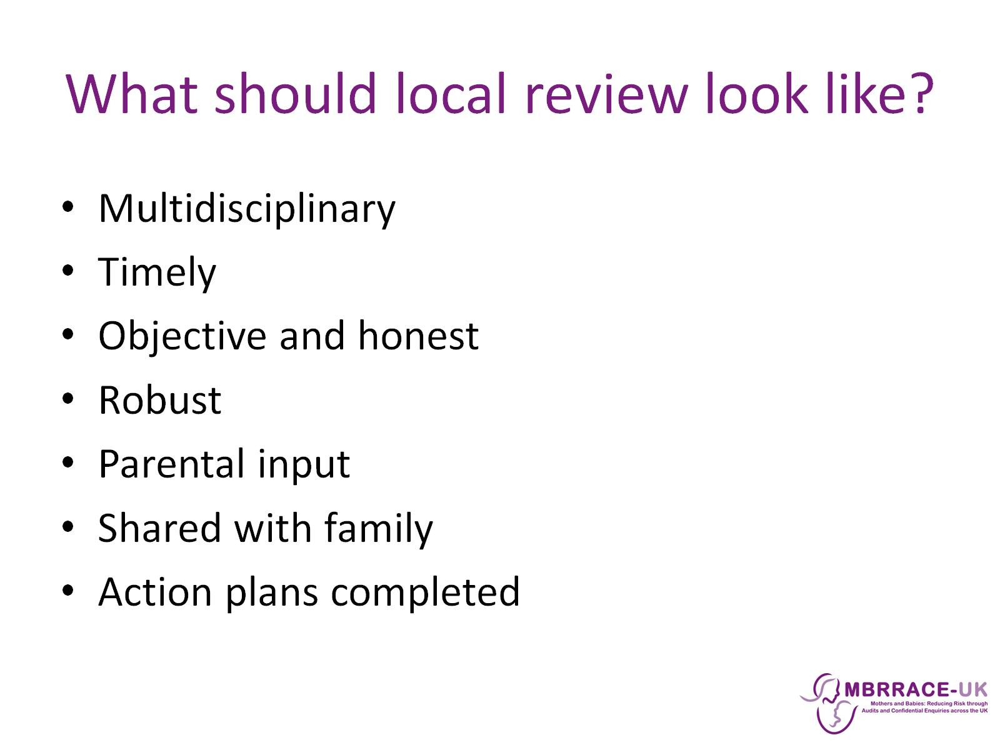 What should local review look like?
• Multidisciplinary
• Timely
• Objective and honest
• Robust
• Parental input
• Shared with family
• Action plans completed
MBRRACE-UK
Mothers and Babies: Reducing Risk through
Audits and Confidential Enquiries across the UK